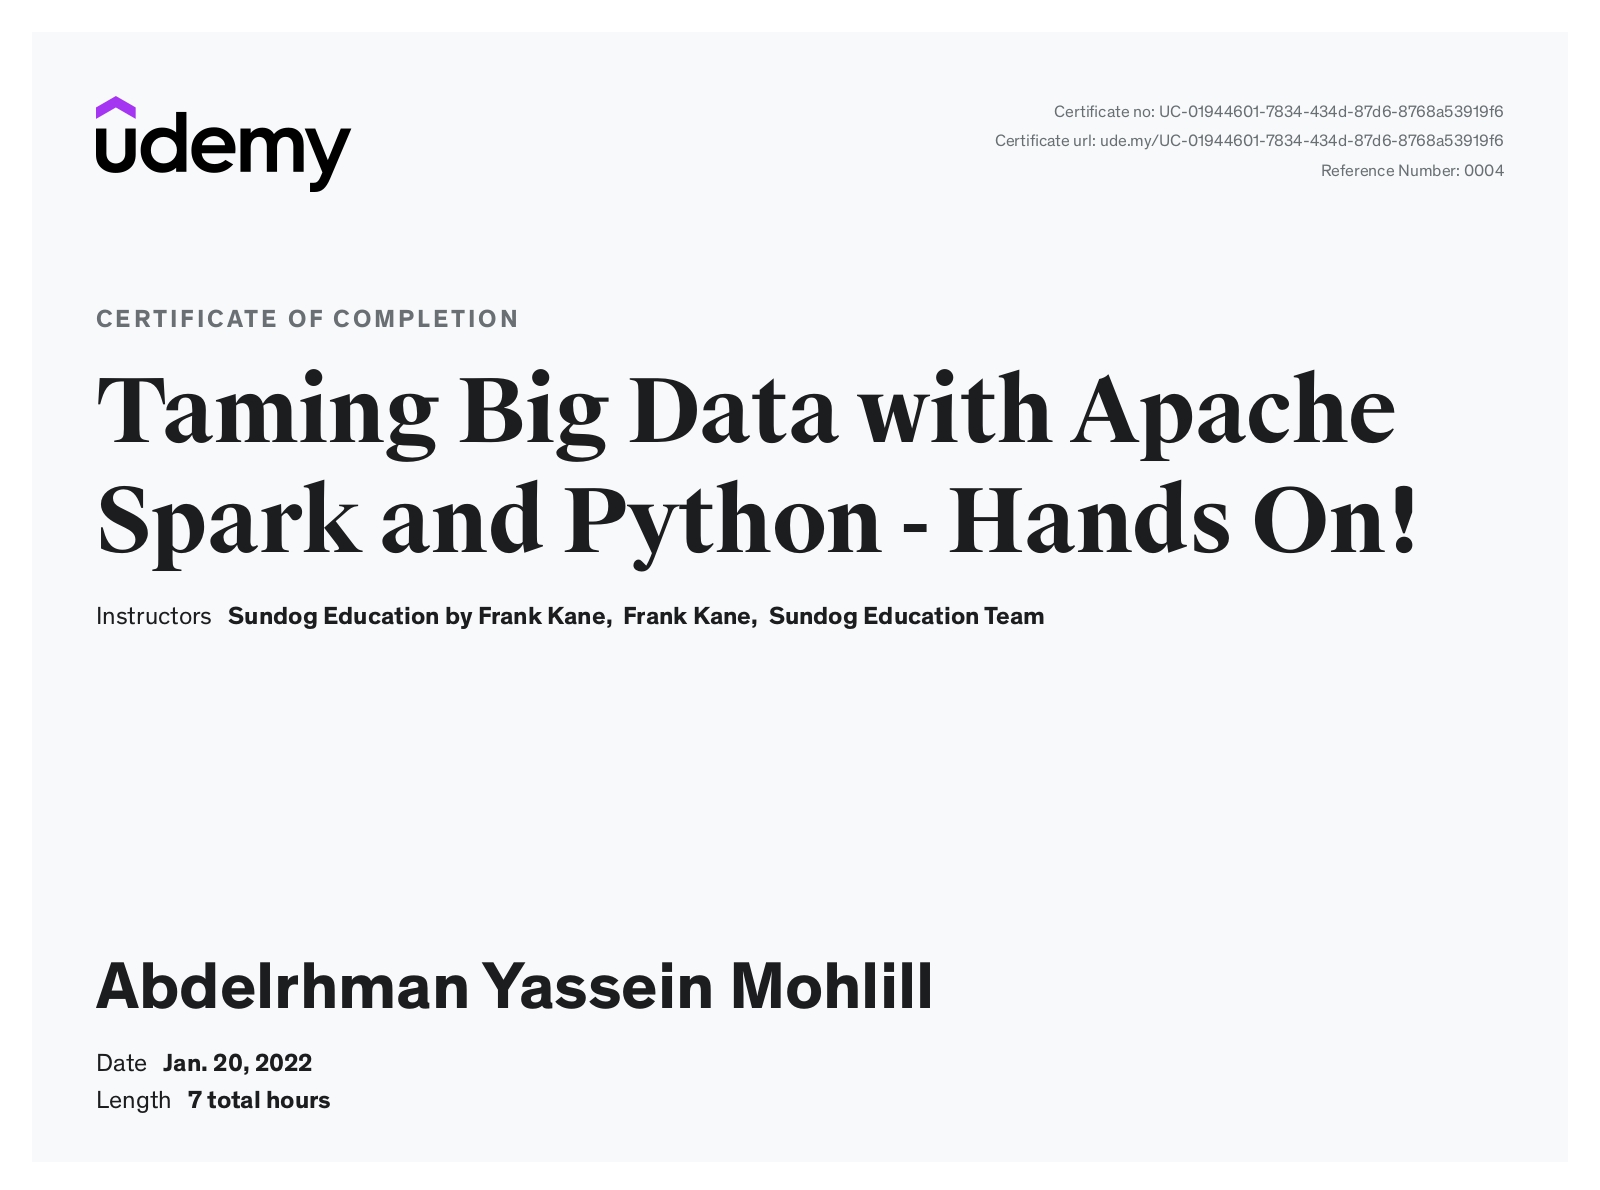 udemy
Certificate no: UC-01944601-7834-434d-87d6-8768a53919f6
Certificate url: ude.my/UC-01944601-7834-434d-87d6-8768a53919f6
Reference Number: 0004
CERTIFICATE OF COMPLETION
Taming Big Data with Apache
Spark and Python - Hands On!
Instructors Sundog Education by Frank Kane, Frank Kane, Sundog Education Team
Abdelrhman Yassein Mohlill
Date Jan. 20, 2022
Length 7 total hours